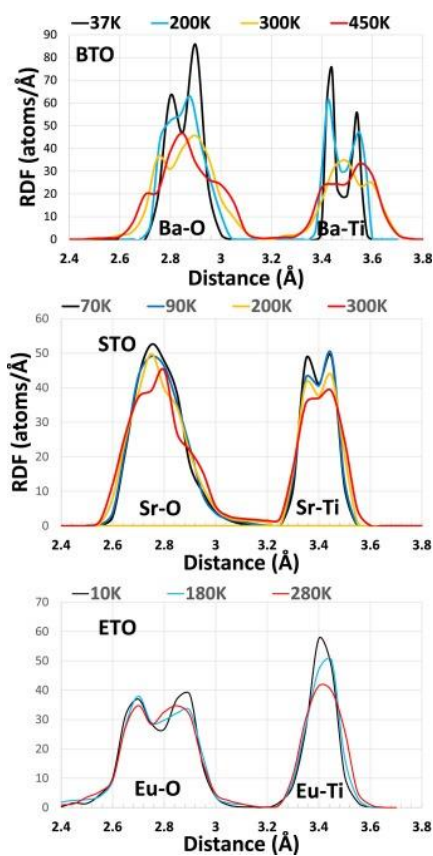 37K 200K 300K 450K
BTO
RDF (atoms/Å)
90
80
70
60
50
40
30
20
10
0
Ba-O Ba-Ti
2.4 2.6 2.8 3.0 3.2 3.4 3.6 3.8
Distance (Å)
70K 90K 200K 300K
STO
RDF (atoms/Å)
60
50
40
30
20
10
0
Sr-O Sr-Ti
2.4 2.6 2.8 3.0 3.2 3.4 3.6 3.8
Distance (Å)
10K 180K 280K
ETO
RDF (atoms/Å)
70
60
50
40
30
20
10
0
Eu-O Eu-Ti
2.4 2.6 2.8 3.0 3.2 3.4 3.6 3.8
Distance (Å)